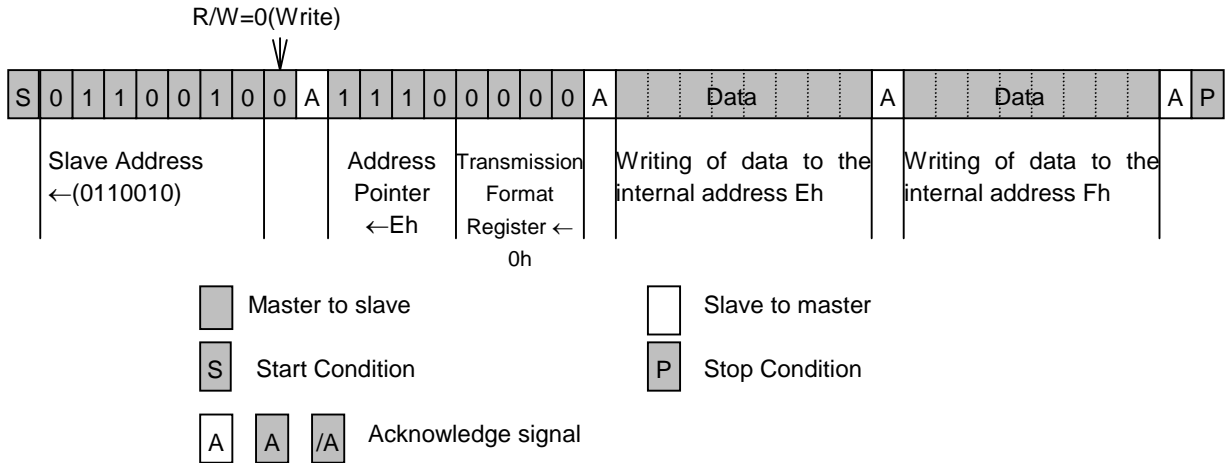 R/W=0(Write)
S 0 1 1 0 0 1 0 0 A 1 1 1 0 0 0 0 0 A Data A Data A P
Slave Address
←(0110010)
Address
Pointer
←Eh
Transmission
Format
Register ←
0h
Writing of data to the
internal address Eh
Writing of data to the
internal address Fh
Master to slave
Slave to master
S Start Condition
P Stop Condition
A A /A Acknowledge signal